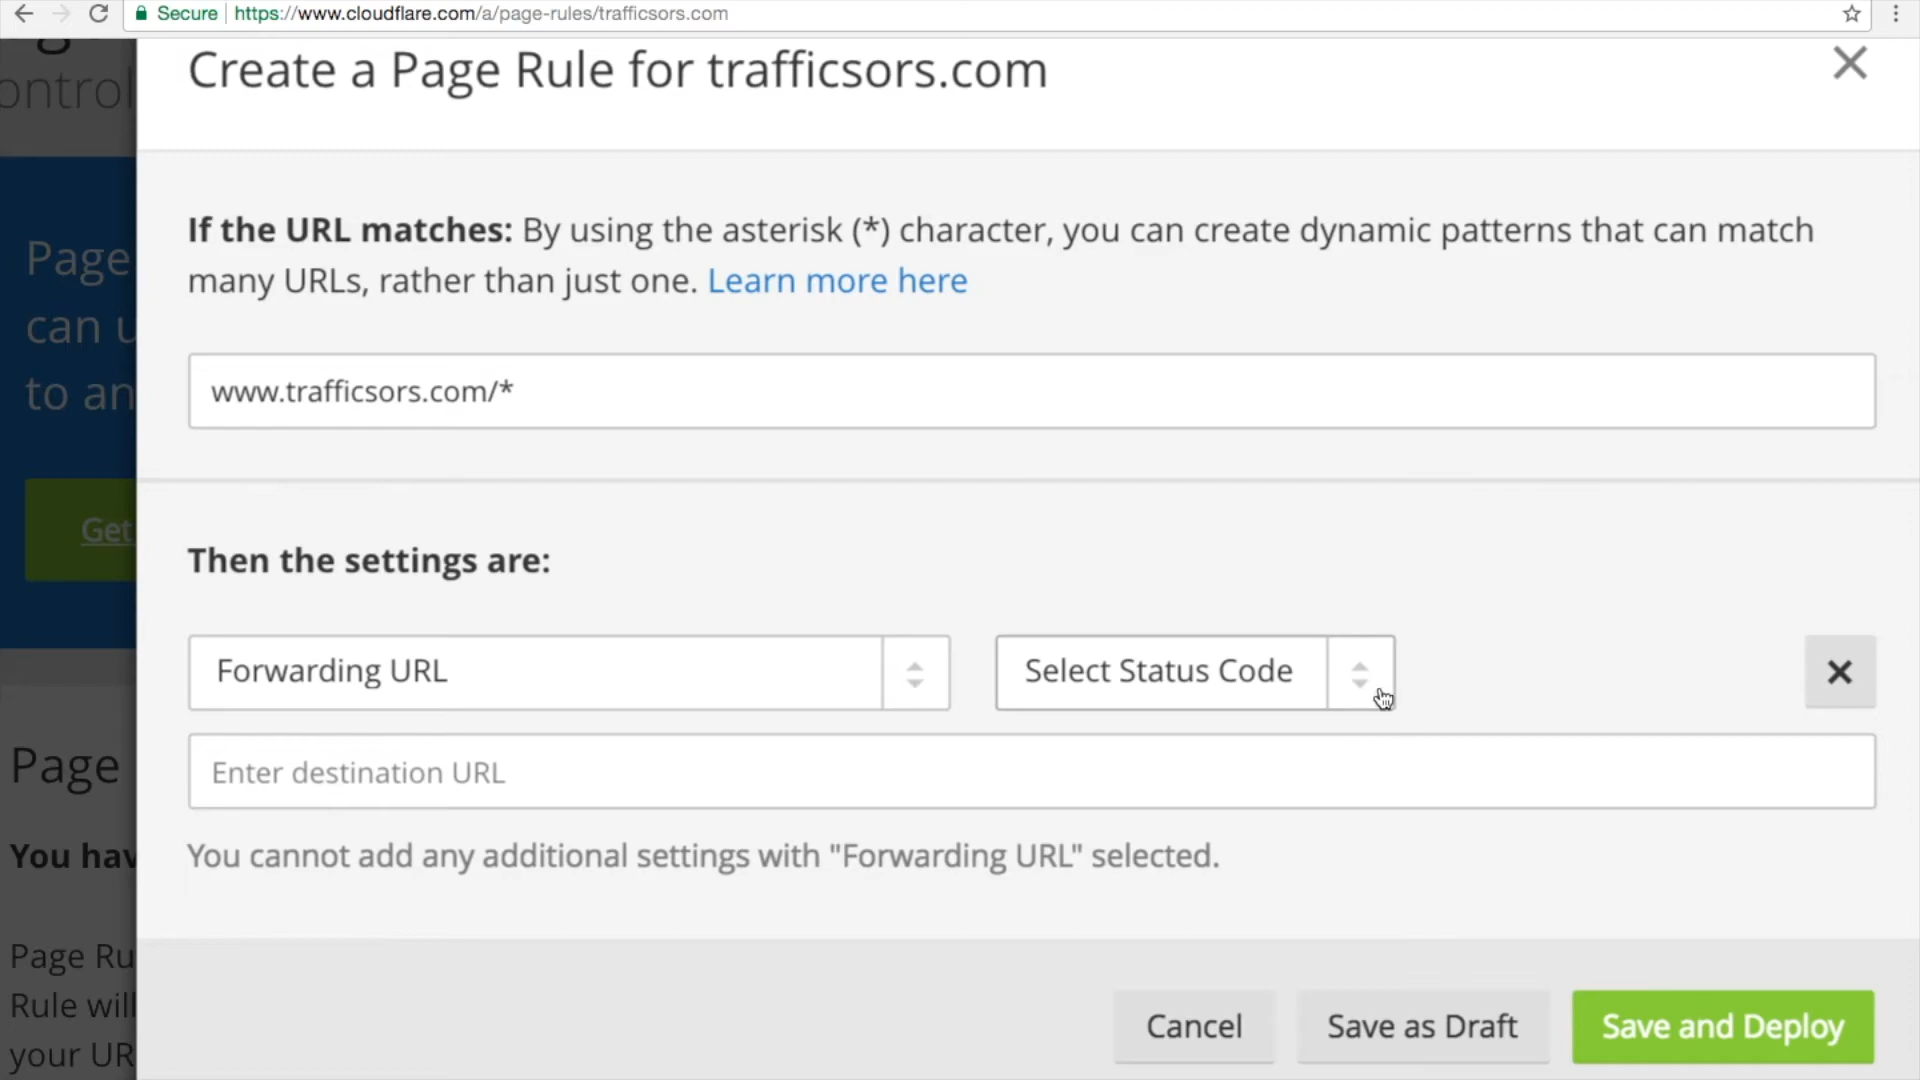 Secure https://www.cloudflare.com/a/page-rules/trafficsors.com
ontrol
Create a Page Rule for trafficsors.com
If the URL matches: By using the asterisk (*) character, you can create dynamic patterns that can match
many URLs, rather than just one. Learn more here
Page
can u
to an
www.trafficsors.com/*
Get
Then the settings are:
Forwarding URL
Select Status Code
Enter destination URL
Page
You hav
You cannot add any additional settings with "Forwarding URL" selected.
Page Ru
Rule will
your UR
Cancel
Save as Draft
Save and Deploy